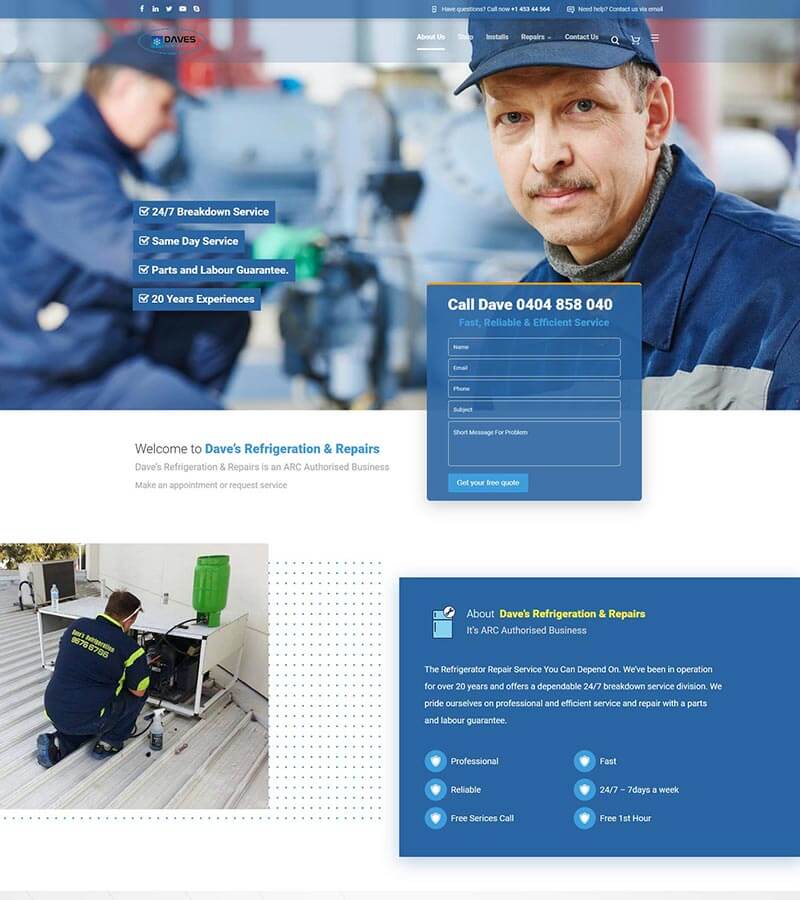 Have questions? Call now +1 453 44 564
Need help? Contact us via email
DAVES
About Us
Shop
Installs
Repairs
Contact Us
24/7 Breakdown Service
Same Day Service
Parts and Labour Guarantee.
20 Years Experiences
Call Dave 0404 858 040
Fast, Reliable & Efficient Service
Name
Email
Phone
Subject
Short Message For Problem
Get your free quote
Welcome to Dave's Refrigeration & Repairs
Dave's Refrigeration & Repairs is an ARC Authorised Business
Make an appointment or request service
Dave's Refrigeration
9676 6786
About Dave's Refrigeration & Repairs
It's ARC Authorised Business
The Refrigerator Repair Service You Can Depend On. We've been in operation
for over 20 years and offers a dependable 24/7 breakdown service division. We
pride ourselves on professional and efficient service and repair with a parts
and labour guarantee.
Professional
Fast
Reliable
24/7 – 7days a week
Free Serices Call
Free 1st Hour